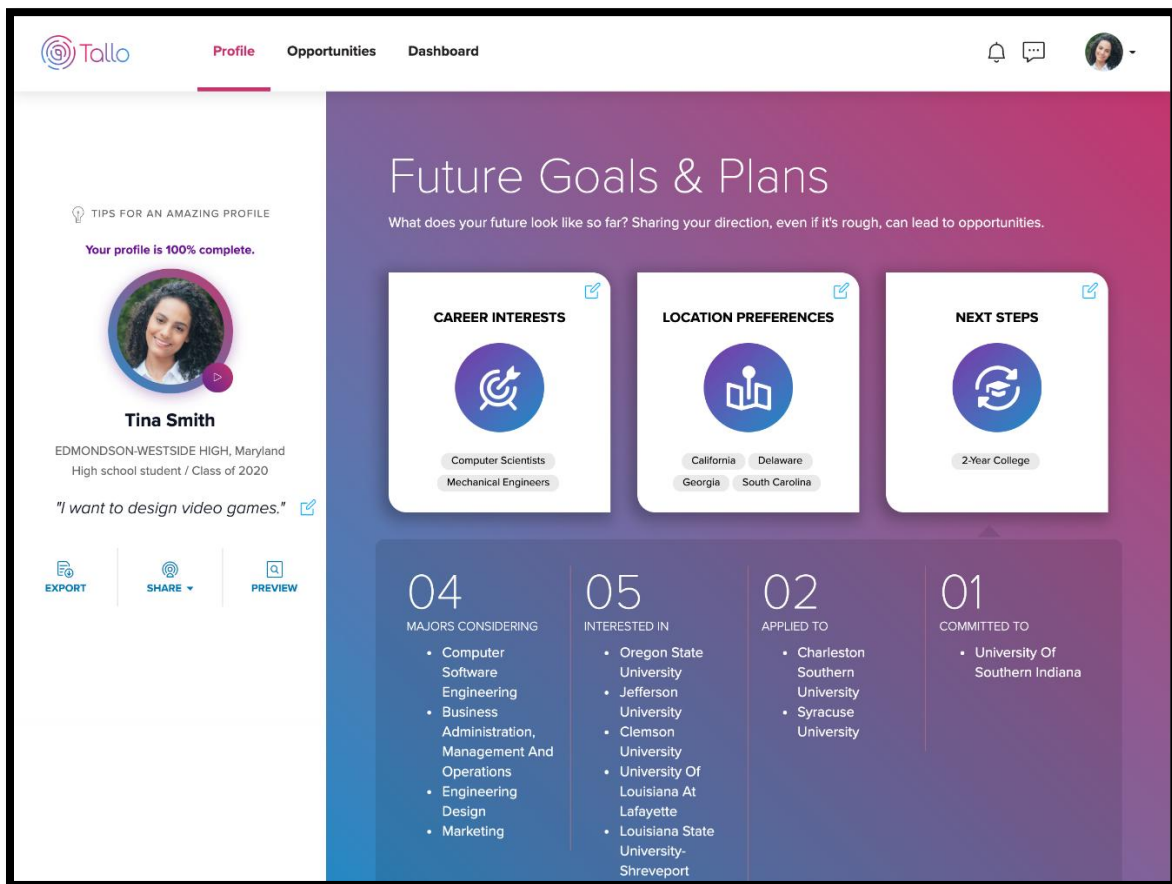 Tallo
Profile
Opportunities
Dashboard
TIPS FOR AN AMAZING PROFILE
Your profile is 100% complete.
Tina Smith
EDMONDSON-WESTSIDE HIGH, Maryland
High school student / Class of 2020
"I want to design video games."
EXPORT
SHARE
PREVIEW
Future Goals & Plans
What does your future look like so far? Sharing your direction, even if it's rough, can lead to opportunities.
CAREER INTERESTS
Computer Scientists
Mechanical Engineers
LOCATION PREFERENCES
California
Delaware
Georgia
South Carolina
NEXT STEPS
2-Year College
04
MAJORS CONSIDERING
• Computer
Software
Engineering
• Business
Administration,
Management And
Operations
• Engineering
Design
• Marketing
05
INTERESTED IN
• Oregon State
University
• Jefferson
University
• Clemson
University
• University Of
Louisiana At
Lafayette
• Louisiana State
University-
Shreveport
02
APPLIED TO
• Charleston
Southern
University
• Syracuse
University
01
COMMITTED TO
• University Of
Southern Indiana